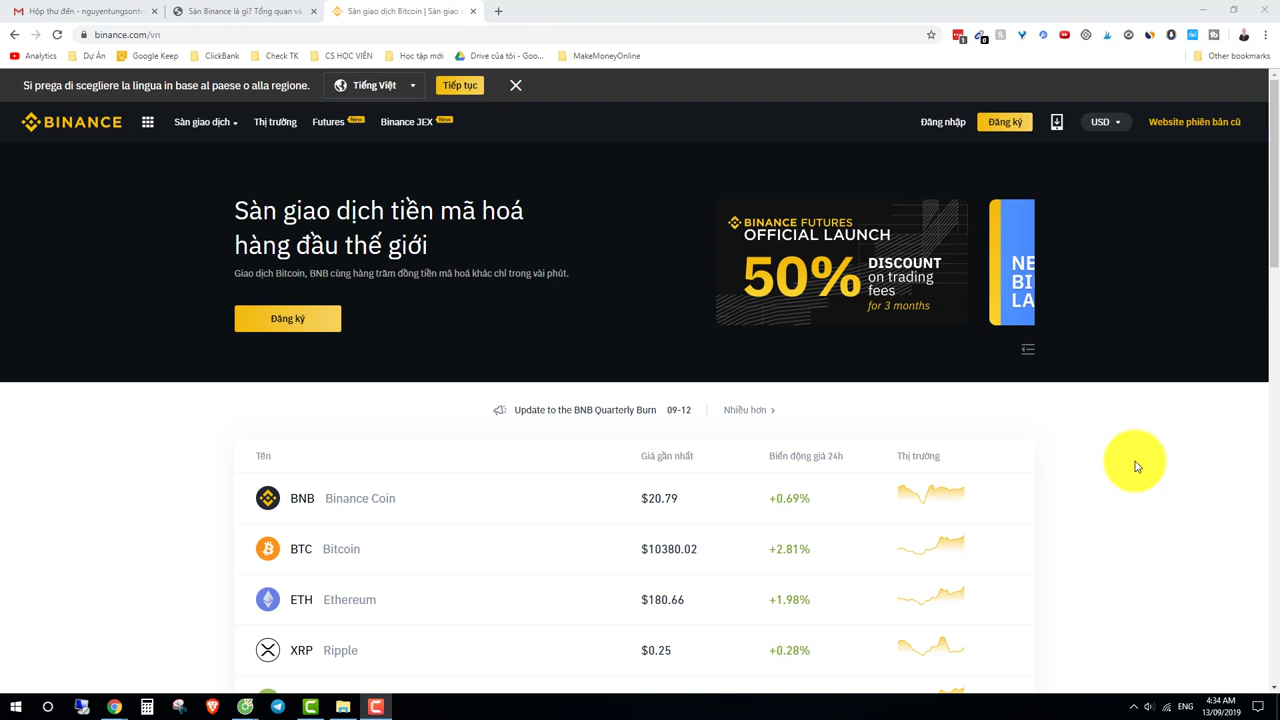 Hộp thư đến - nguyentungsontv
Sàn Binance là gì? Tổng quan và
Sàn giao dịch Bitcoin | Sàn giao
binance.com/vn
1
0
Analytics
Dự Án
Google Keep
ClickBank
Check TK
CS HỌC VIÊN
Học tập mới
Drive của tôi - Goo...
MakeMoneyOnline
Other bookmarks
Si prega di scegliere la lingua in base al paese o alla regione.
Tiếng Việt
Tiếp tục
BINANCE
Sàn giao dịch
Thị trường
Futures New
Binance JEX New
Đăng nhập
Đăng ký
USD
Website phiên bản cũ
Sàn giao dịch tiền mã hoá
hàng đầu thế giới
Giao dịch Bitcoin, BNB cùng hàng trăm đồng tiền mã hoá khác chỉ trong vài phút.
Đăng ký
BINANCE FUTURES
OFFICIAL LAUNCH
50%
DISCOUNT
on trading
fees
for 3 months
NE
BI
LA
Update to the BNB Quarterly Burn 09-12
Nhiều hơn
Tên Giá gần nhất Biến động giá 24h Thị trường
BNB Binance Coin $20.79 +0.69%
BTC Bitcoin $10380.02 +2.81%
ETH Ethereum $180.66 +1.98%
XRP Ripple $0.25 +0.28%
ENG
4:34 AM
13/09/2019